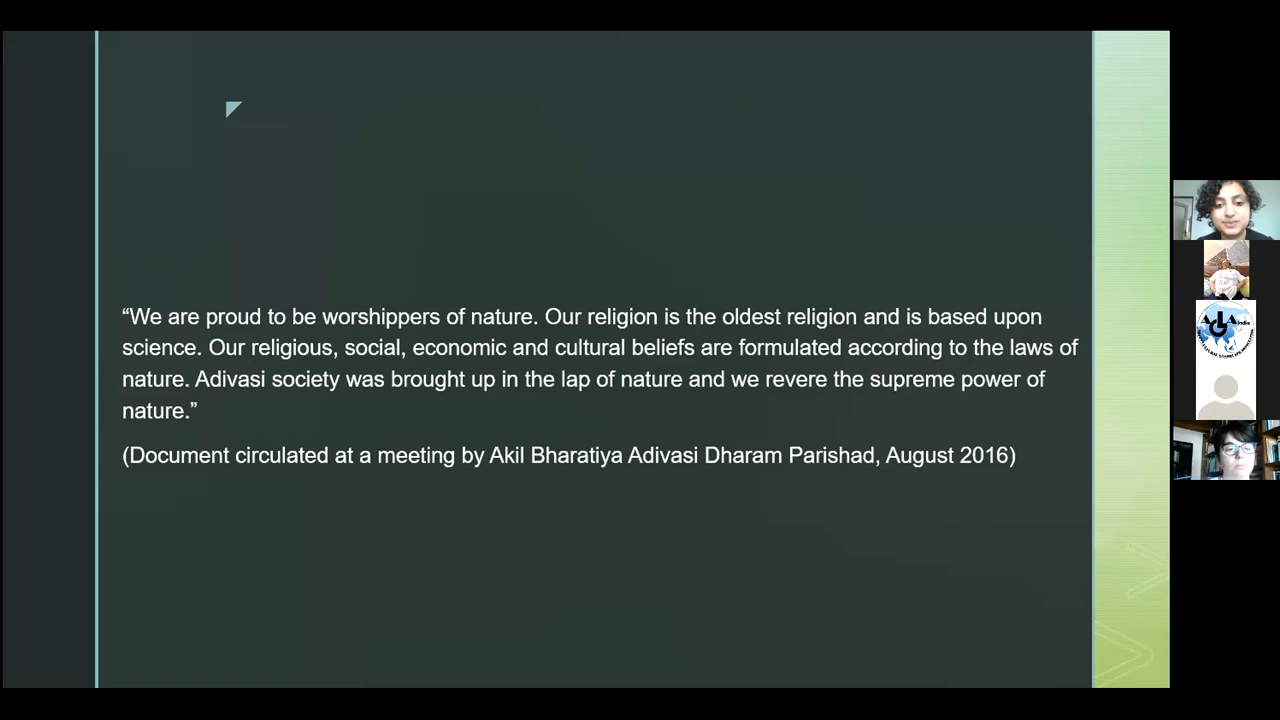 “We are proud to be worshippers of nature. Our religion is the oldest religion and is based upon
science. Our religious, social, economic and cultural beliefs are formulated according to the laws of
nature. Adivasi society was brought up in the lap of nature and we revere the supreme power of
nature.”
(Document circulated at a meeting by Akil Bharatiya Adivasi Dharam Parishad, August 2016)